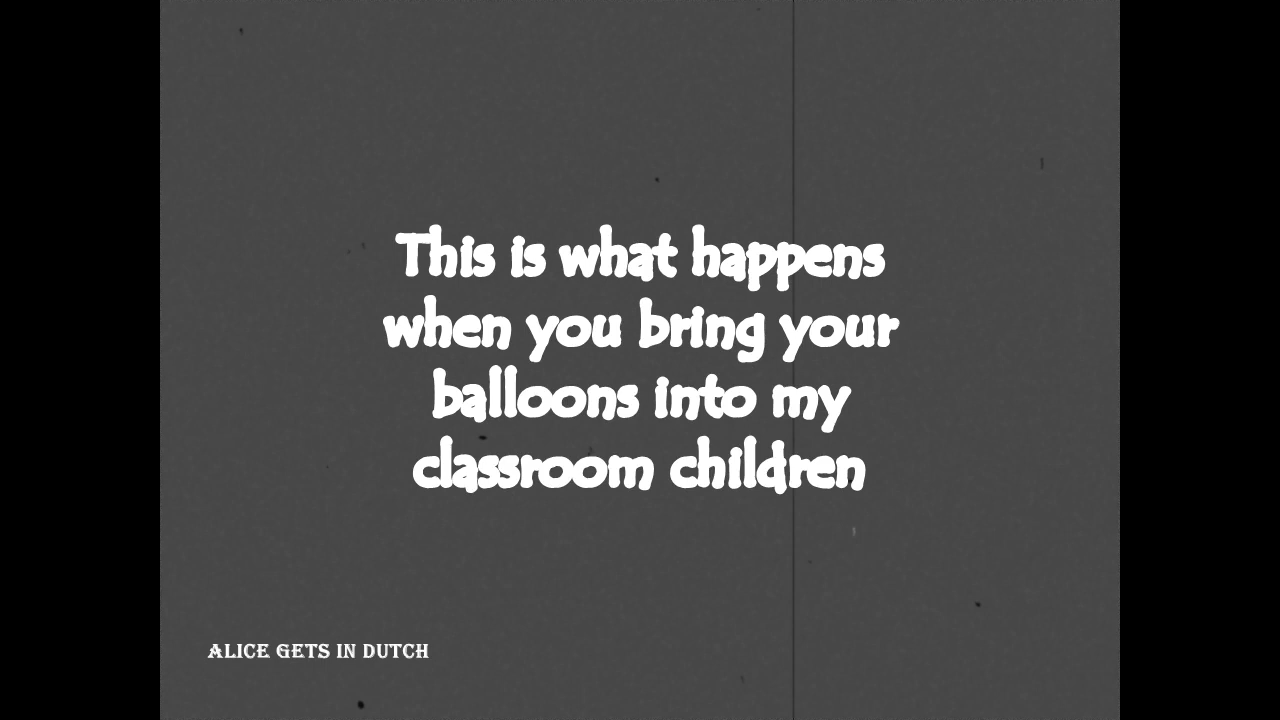 This is what happens
when you bring your
balloons into my
classroom children
ALICE GETS IN DUTCH